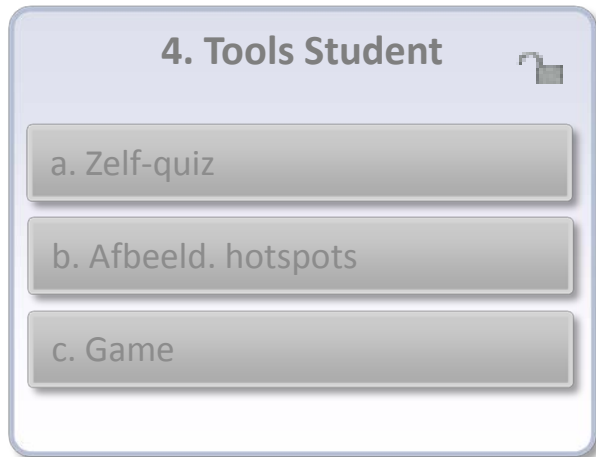 4. Tools Student
a. Zelf-quiz
b. Afbeeld. hotspots
c. Game